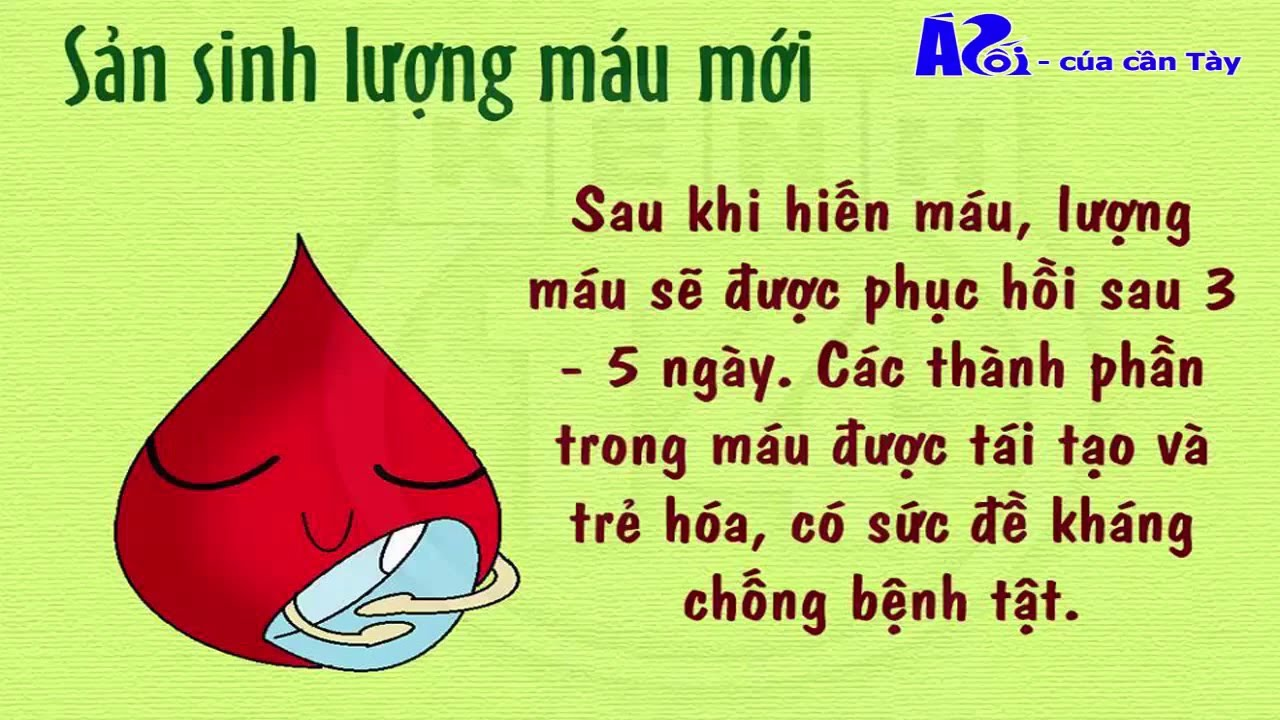 Sản sinh lượng máu mới
Á Rối - của cần Tày
Sau khi hiến máu, lượng
máu sẽ được phục hồi sau 3
- 5 ngày. Các thành phần
trong máu được tái tạo và
trẻ hóa, có sức đề kháng
chống bệnh tật.